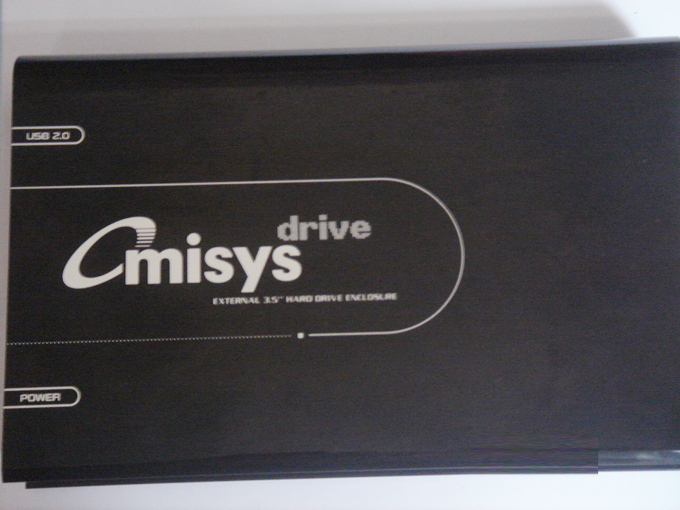 USB 2.0
drive
Omisys
EXTERNAL 3.5" HARD DRIVE ENCLOSURE
POWER